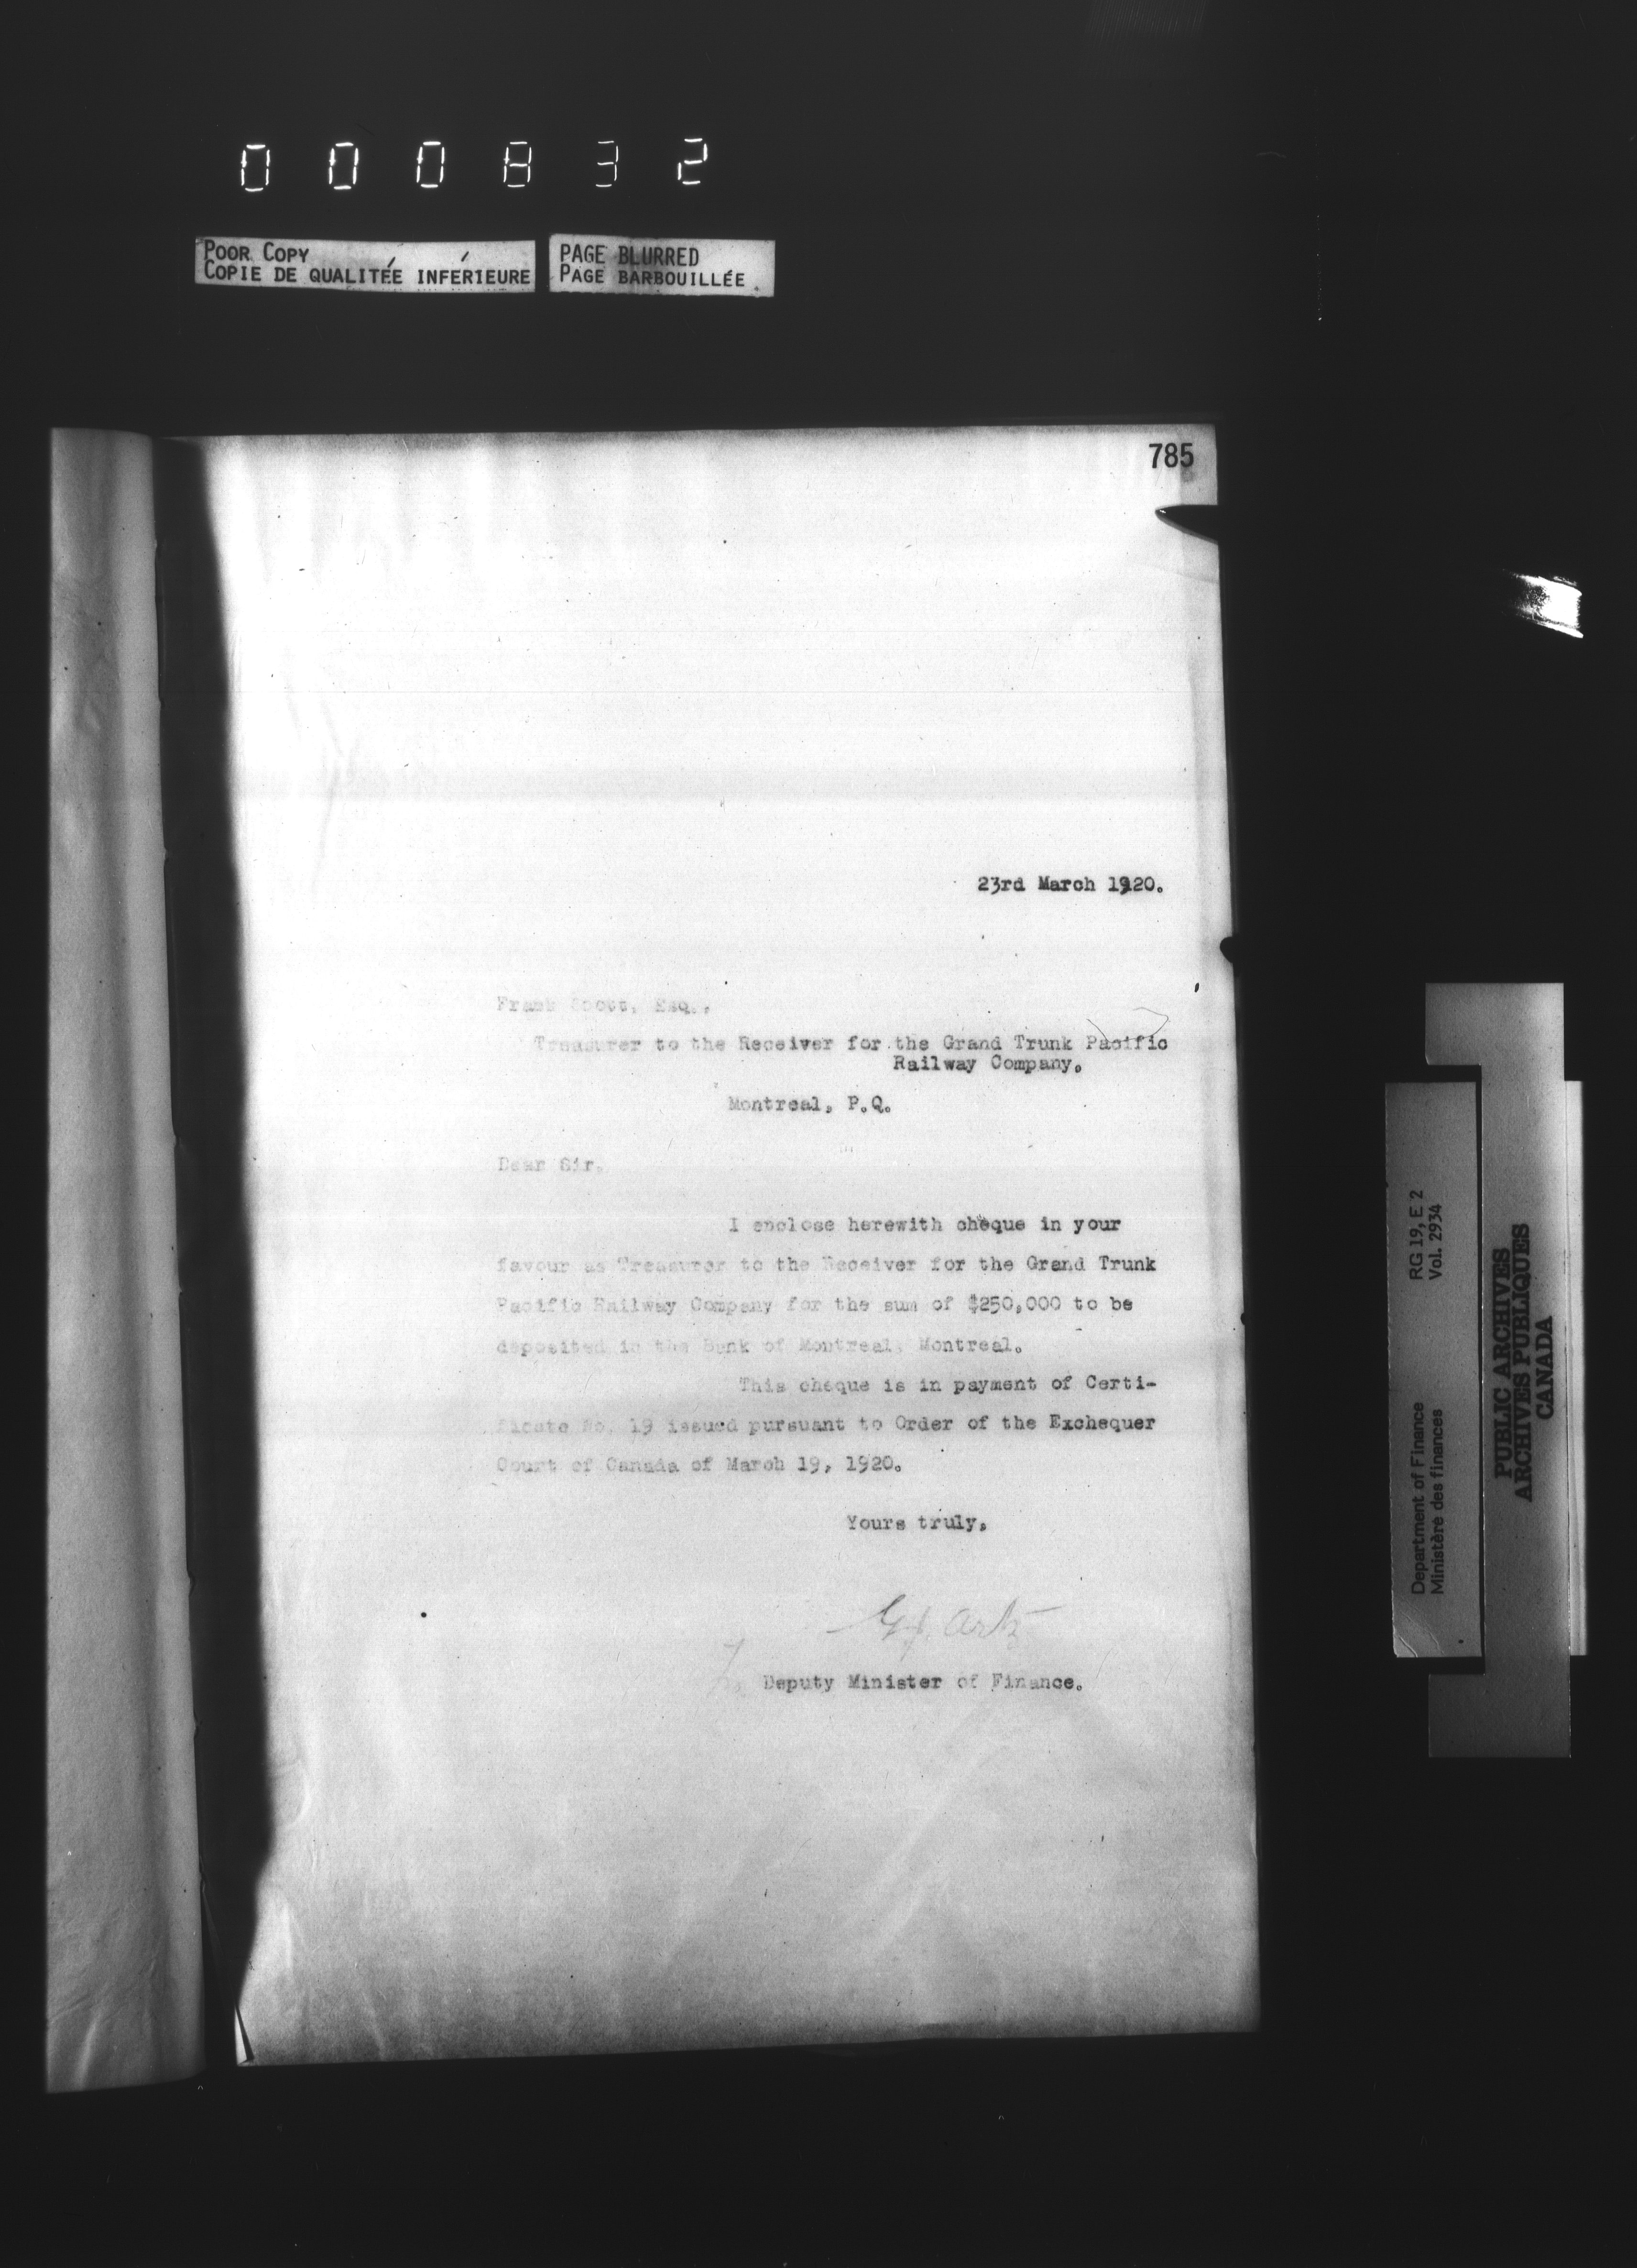 000832
POOR COPY
COPIE DE QUALITÉE INFÉRIEURE
PAGE BLURRED
PAGE BARBOUILLÉE
785
23rd March 1920.
Frank Scott, Esq.,
Treasurer to the Receiver for the Grand Trunk Pacific
Railway Company.
Montreal, P.Q.
Dear Sir,
I enclose herewith cheque in your
favour as Treasurer to the Receiver for the Grand Trunk
Pacific Railway Company for the sum of $250,000 to be
deposited in the Bank of Montreal, Montreal.
This cheque is in payment of Certi-
ficate No. 19 issued pursuant to Order of the Exchequer
Court of Canada of March 19, 1920.
Yours truly,
Deputy Minister of Finance.
Department of Finance RG 19, E 2
Ministère des finances Vol. 2934
PUBLIC ARCHIVES
ARCHIVES PUBLIQUES
CANADA